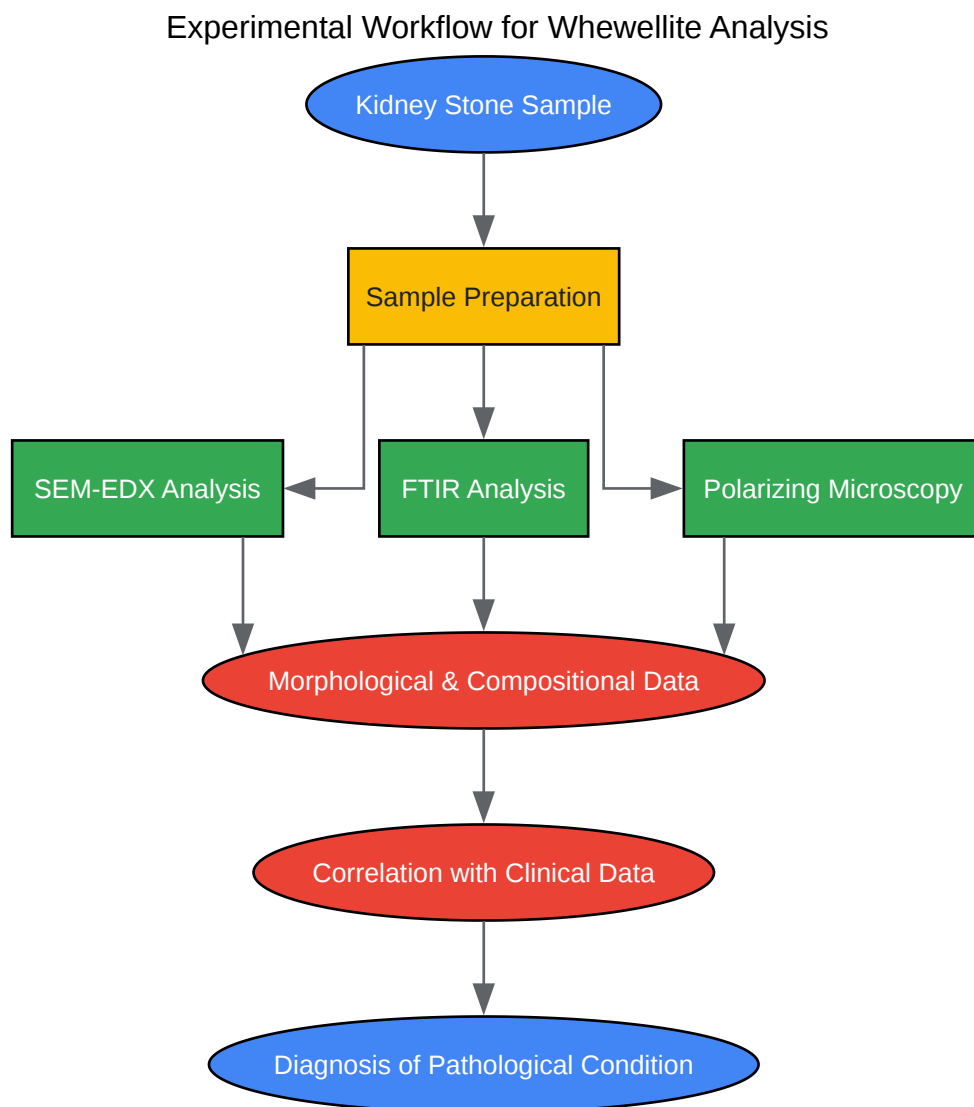 Experimental Workflow for Whewellite Analysis
Kidney Stone Sample
Sample Preparation
SEM-EDX Analysis
FTIR Analysis
Polarizing Microscopy
Morphological & Compositional Data
Correlation with Clinical Data
Diagnosis of Pathological Condition